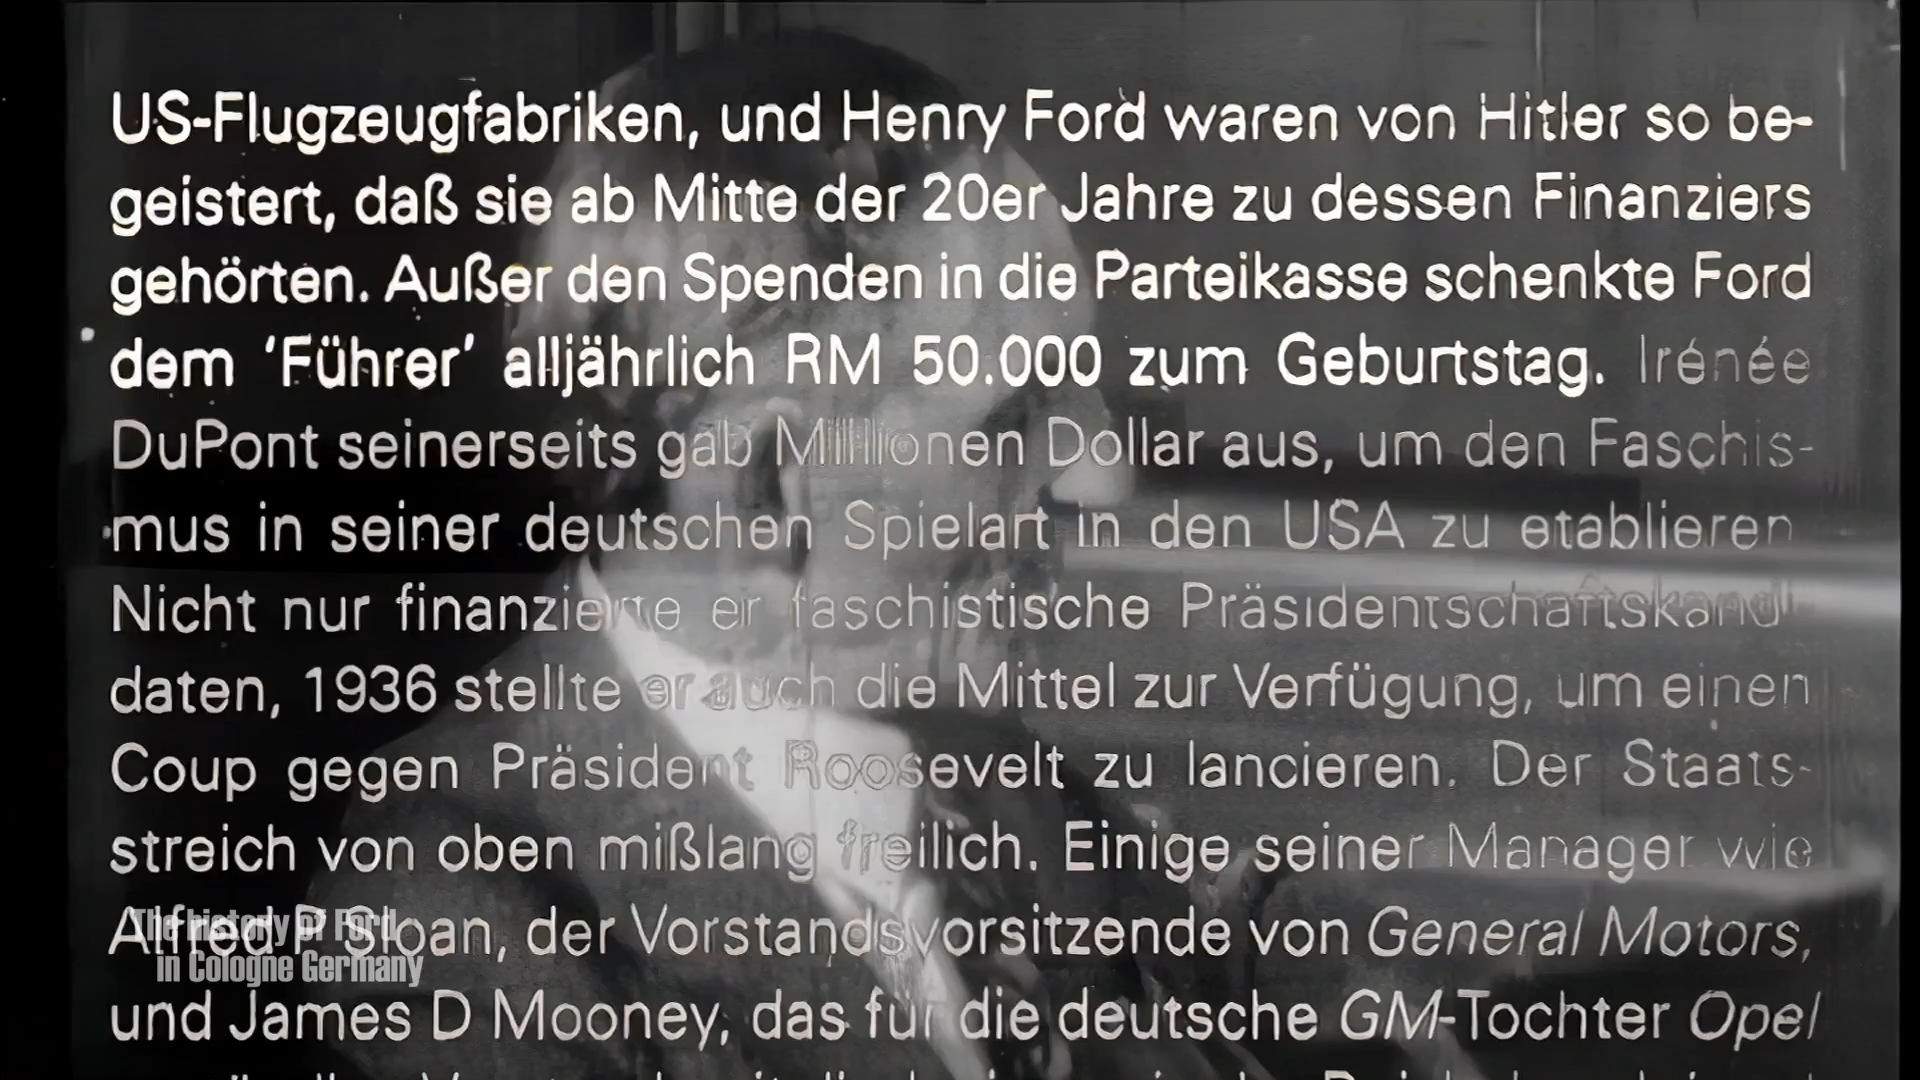 US-Flugzeugfabriken, und Henry Ford waren von Hitler so be-
geistert, daß sie ab Mitte der 20er Jahre zu dessen Finanziers
gehörten. Außer den Spenden in die Parteikasse schenkte Ford
dem ‘Führer’ alljährlich RM 50.000 zum Geburtstag. Irénée
DuPont seinerseits gab Millionen Dollar aus, um den Faschis-
mus in seiner deutschen Spielart in den USA zu etablieren
Nicht nur finanzierte er faschistische Präsidentschaftskandi-
daten, 1936 stellte er auch die Mittel zur Verfügung, um einen
Coup gegen Präsident Roosevelt zu lancieren. Der Staats-
streich von oben mißlang freilich. Einige seiner Manager wie
Alfred P Sloan, der Vorstandsvorsitzende von General Motors,
und James D Mooney, das für die deutsche GM-Tochter Opel
The history of Ford
in Cologne Germany